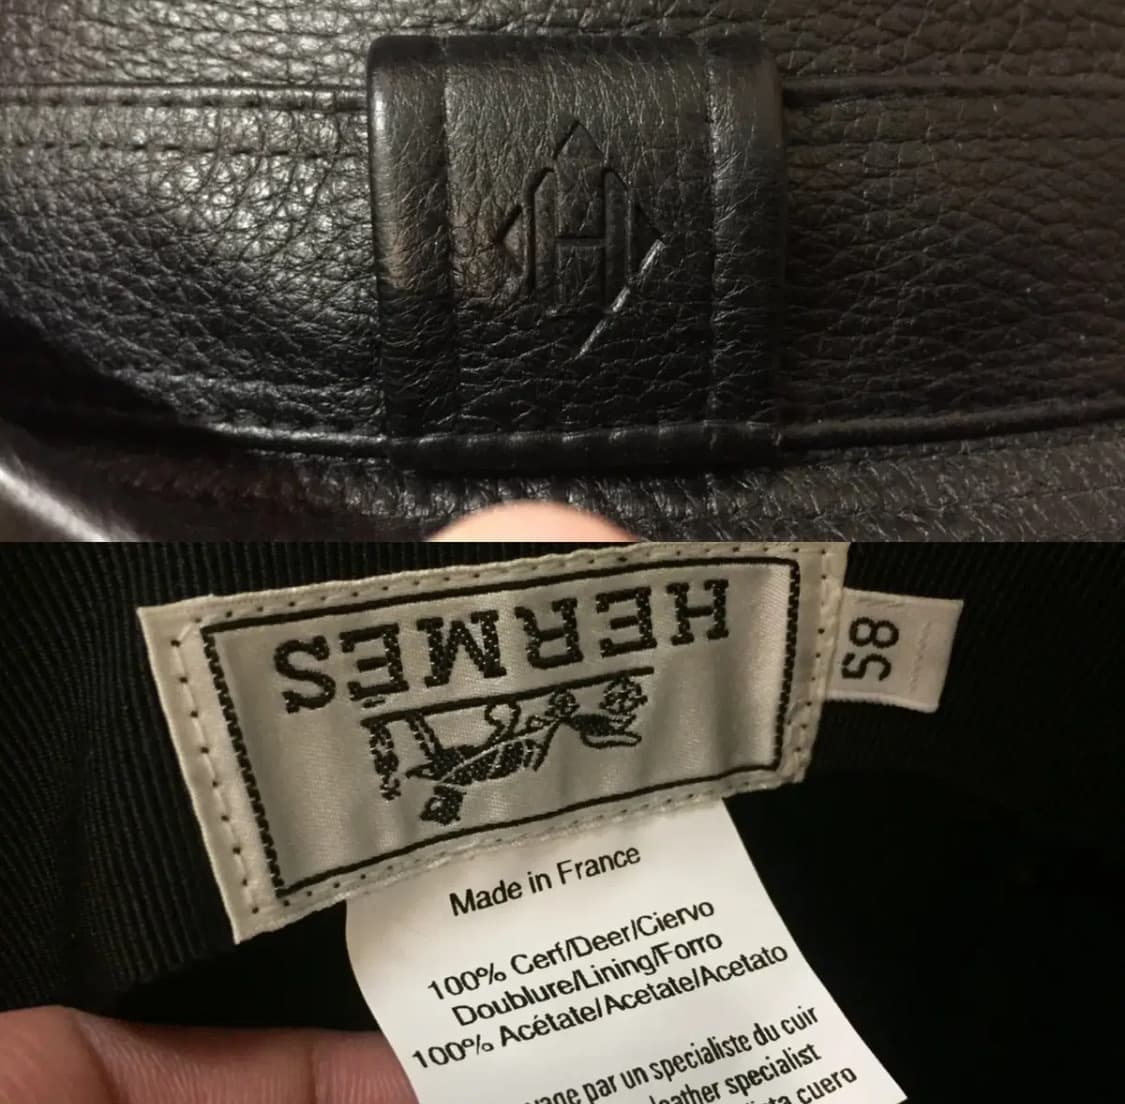 H
HERMÈS
58
Made in France
100% Cerf/Deer/Ciervo
Doublure/Lining/Forro
100% Acétate/Acetate/Acetato
par un specialiste du cuir
leather specialist
cuero